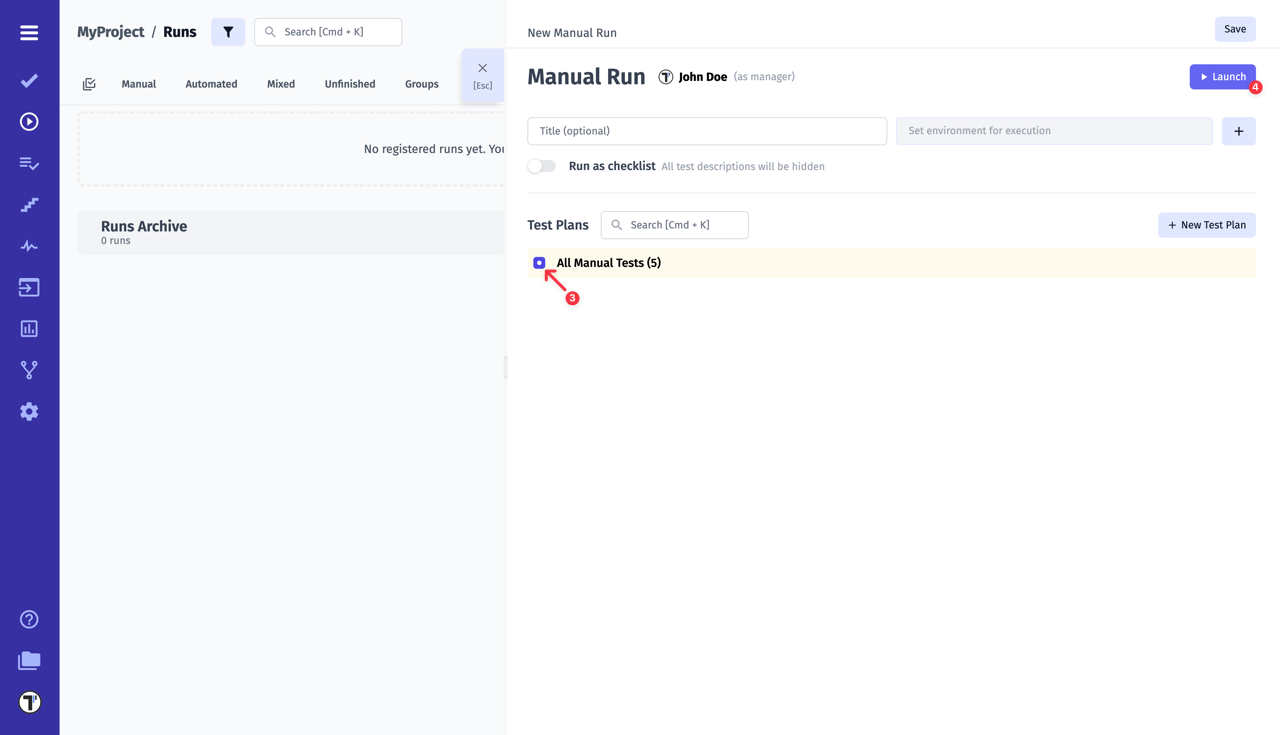 MyProject / Runs
Search [Cmd + K]
Manual
Automated
Mixed
Unfinished
Groups
[Esc]
No registered runs yet. You
Runs Archive
0 runs
New Manual Run
Save
Manual Run
John Doe (as manager)
Launch
4
Title (optional)
Set environment for execution
+
Run as checklist All test descriptions will be hidden
Test Plans
Search [Cmd + K]
+ New Test Plan
All Manual Tests (5)
3